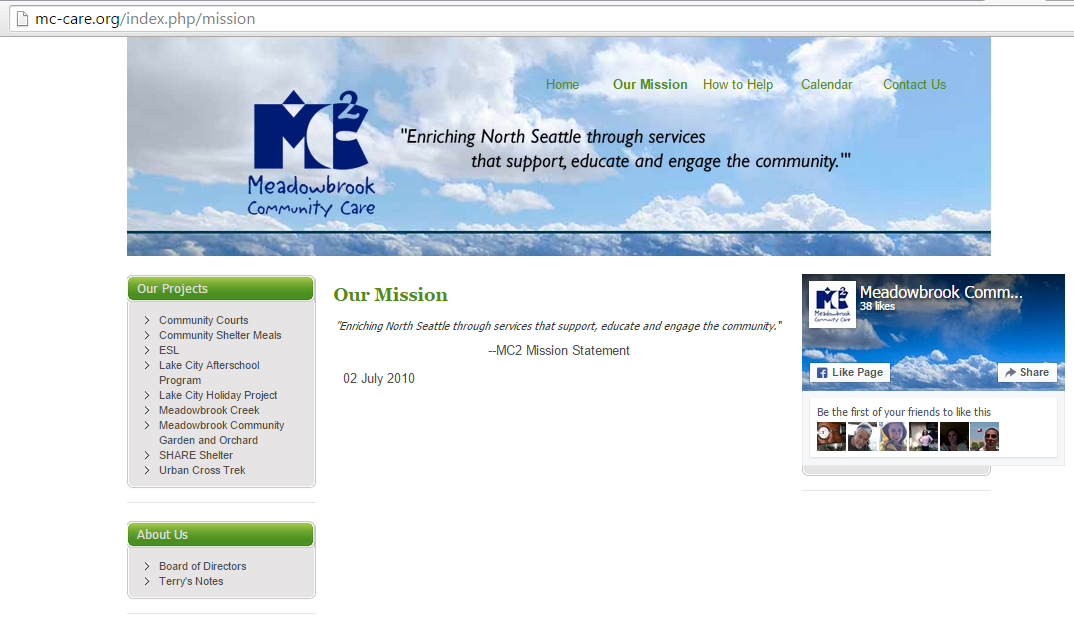 mc-care.org/index.php/mission
Home Our Mission How to Help Calendar Contact Us
MC2
Meadowbrook
Community Care
"Enriching North Seattle through services
that support, educate and engage the community.'"
Our Projects
Community Courts
Community Shelter Meals
ESL
Lake City Afterschool
Program
Lake City Holiday Project
Meadowbrook Creek
Meadowbrook Community
Garden and Orchard
SHARE Shelter
Urban Cross Trek
About Us
Board of Directors
Terry's Notes
Our Mission
"Enriching North Seattle through services that support, educate and engage the community."
--MC2 Mission Statement
02 July 2010
MC2
Meadowbrook
Community Care
Meadowbrook Comm...
38 likes
Like Page
Share
Be the first of your friends to like this